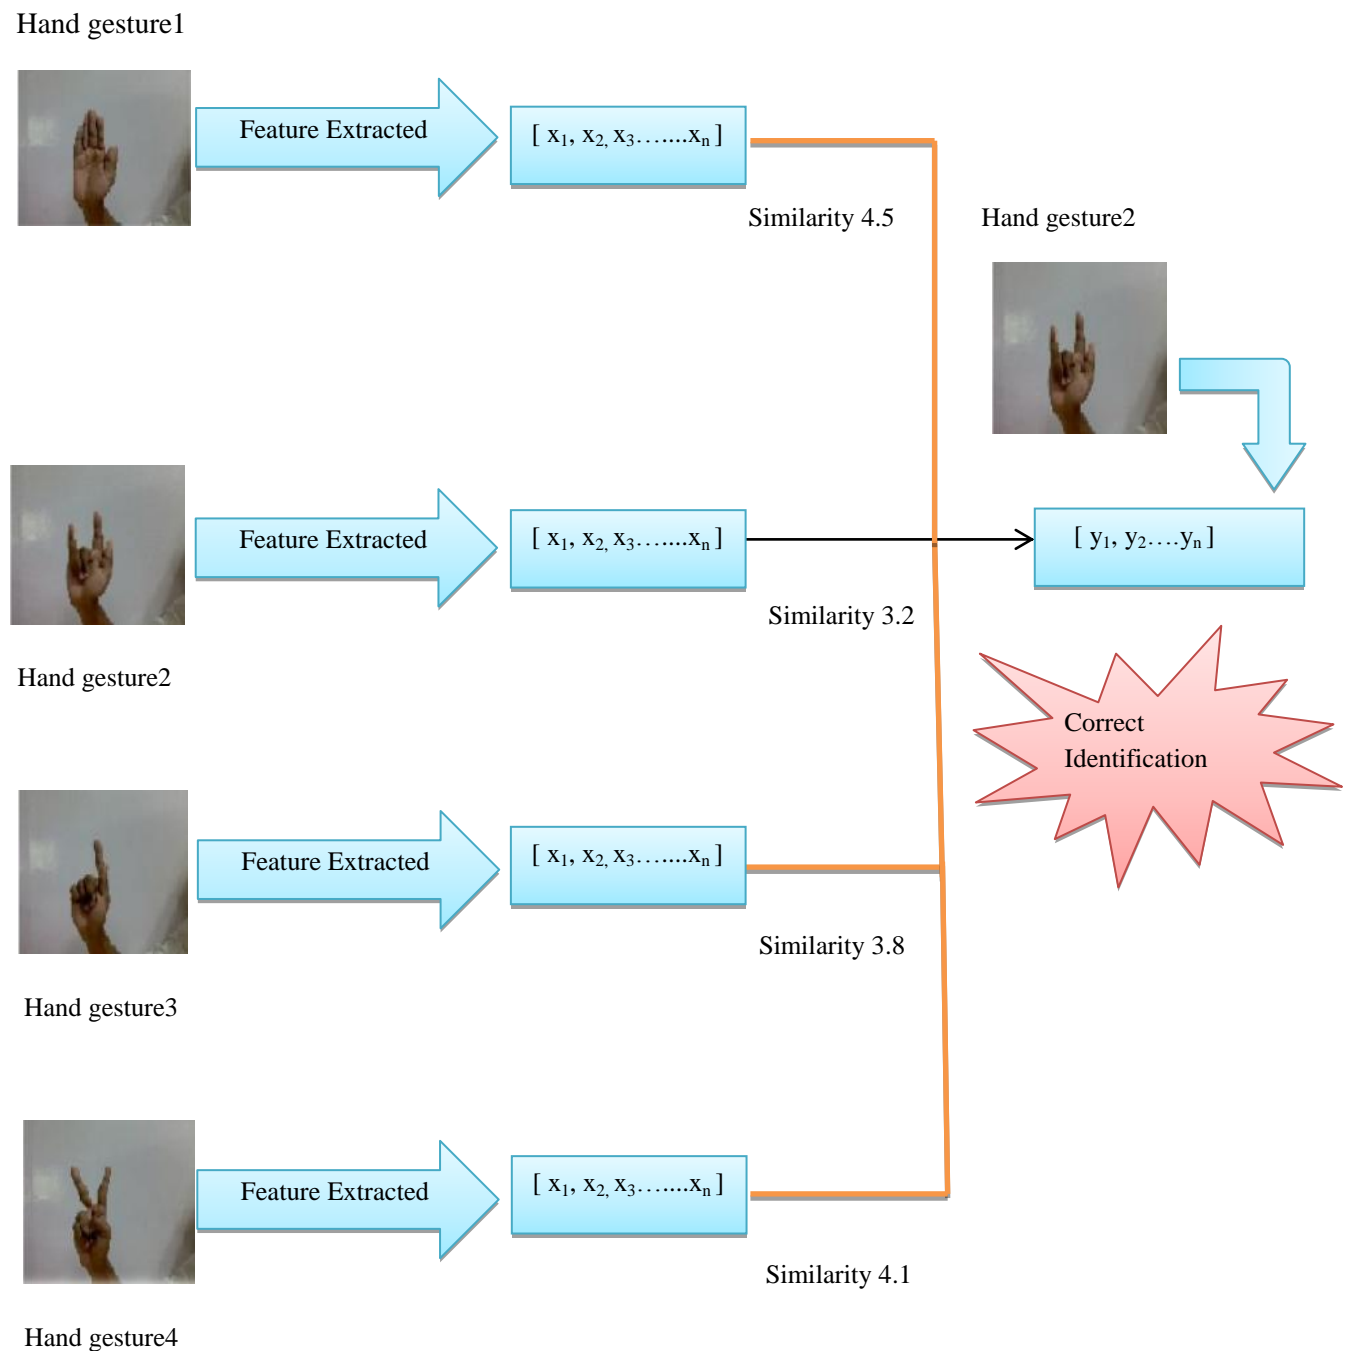 Hand gesture1
Feature Extracted
[ x₁, x₂, x₃…....xₙ ]
Similarity 4.5
Hand gesture2
Feature Extracted
[ x₁, x₂, x₃…....xₙ ]
[ y₁, y₂….yₙ ]
Similarity 3.2
Hand gesture2
Correct
Identification
Feature Extracted
[ x₁, x₂, x₃…....xₙ ]
Similarity 3.8
Hand gesture3
Feature Extracted
[ x₁, x₂, x₃…....xₙ ]
Similarity 4.1
Hand gesture4